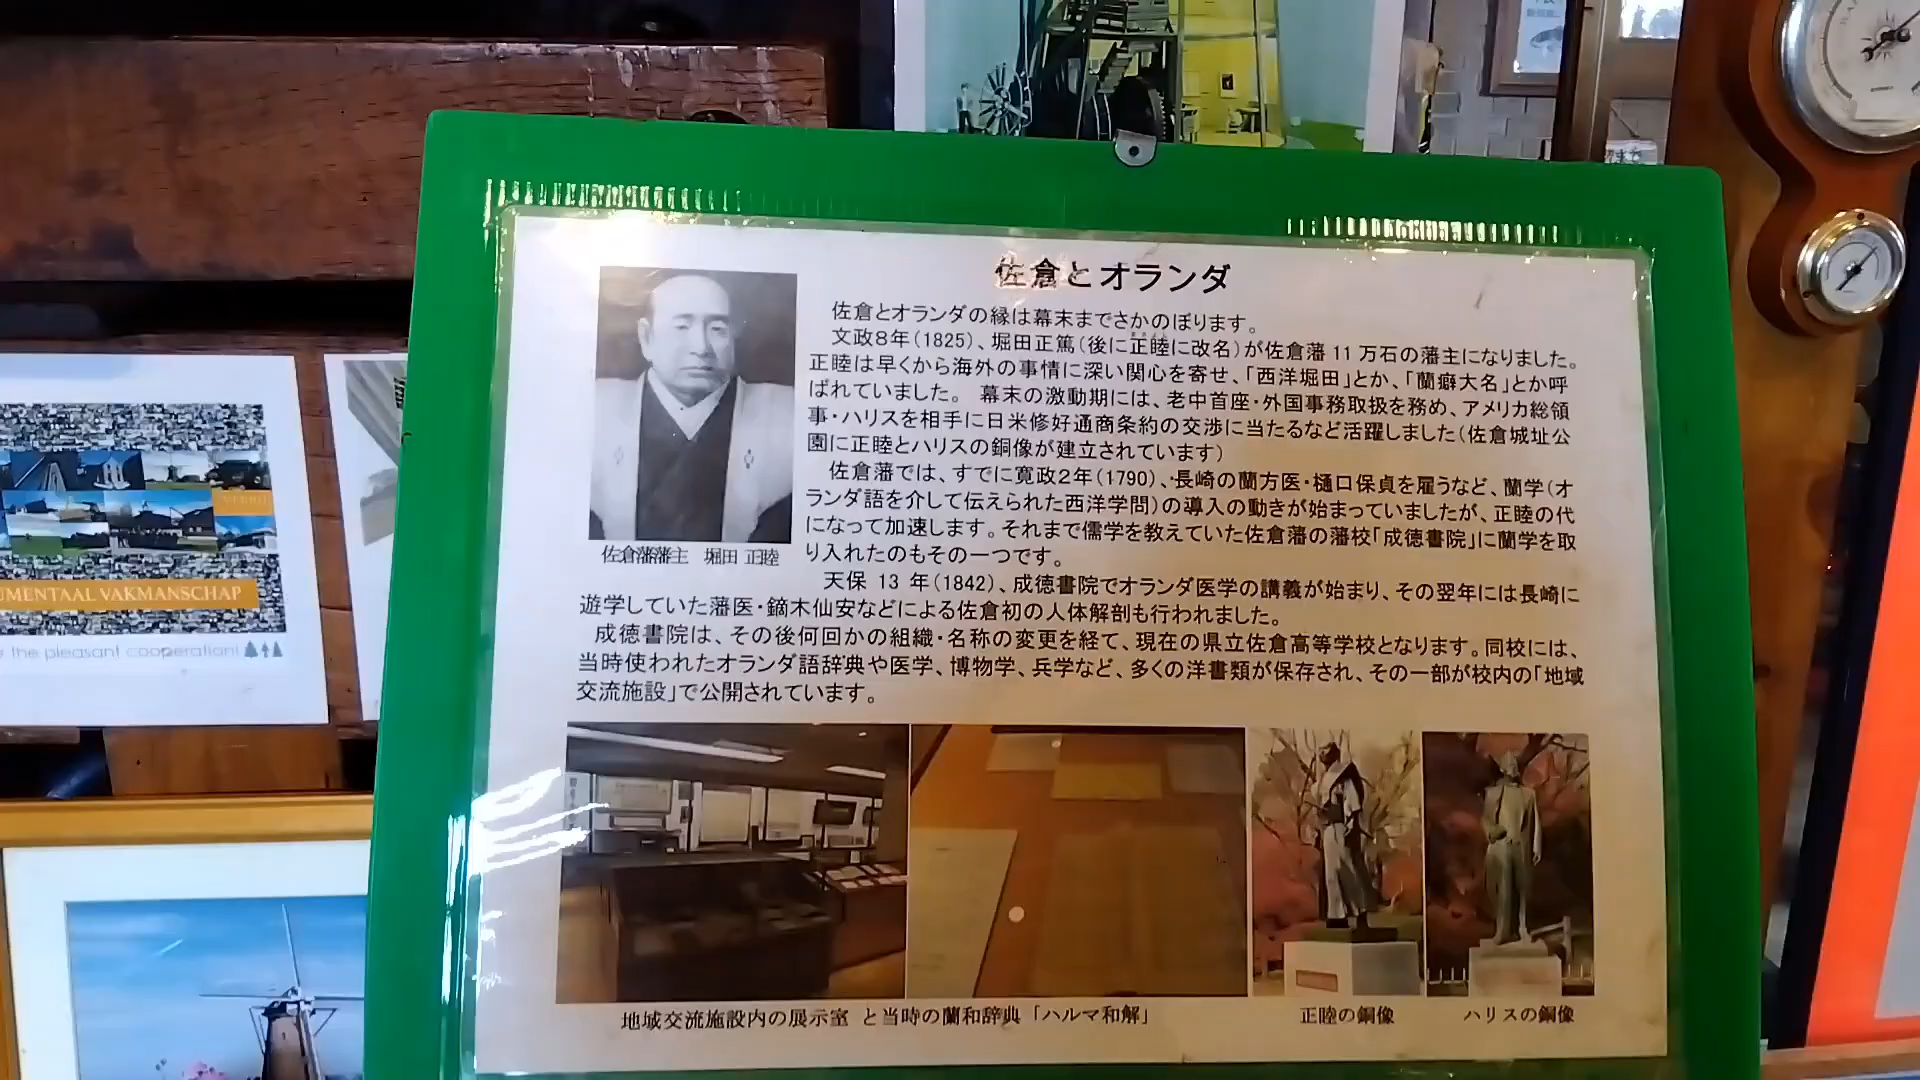 佐倉とオランダ
佐倉とオランダの縁は幕末までさかのぼります。
文政8年(1825)、堀田正篤(後に正睦に改名)が佐倉藩 11 万石の藩主になりました。
正睦は早くから海外の事情に深い関心を寄せ、「西洋堀田」とか、「蘭癖大名」とか呼
ばれていました。 幕末の激動期には、老中首座・外国事務取扱を務め、アメリカ総領
事・ハリスを相手に日米修好通商条約の交渉に当たるなど活躍しました(佐倉城址公
園に正睦とハリスの銅像が建立されています)
佐倉藩では、すでに寛政2年(1790)、長崎の蘭方医・樋口保貞を雇うなど、蘭学(オ
ランダ語を介して伝えられた西洋学問)の導入の動きが始まっていましたが、正睦の代
になって加速します。それまで儒学を教えていた佐倉藩の藩校「成徳書院」に蘭学を取
り入れたのもその一つです。
佐倉藩藩主 堀田 正睦
天保 13 年(1842)、成徳書院でオランダ医学の講義が始まり、その翌年には長崎に
遊学していた藩医・鏑木仙安などによる佐倉初の人体解剖も行われました。
成徳書院は、その後何回かの組織・名称の変更を経て、現在の県立佐倉高等学校となります。同校には、
当時使われたオランダ語辞典や医学、博物学、兵学など、多くの洋書類が保存され、その一部が校内の「地域
交流施設」で公開されています。
地域交流施設内の展示室 と当時の蘭和辞典「ハルマ和解」
正睦の銅像
ハリスの銅像
UMENTAAL VAKMANSCHAP
the pleasant cooperation!